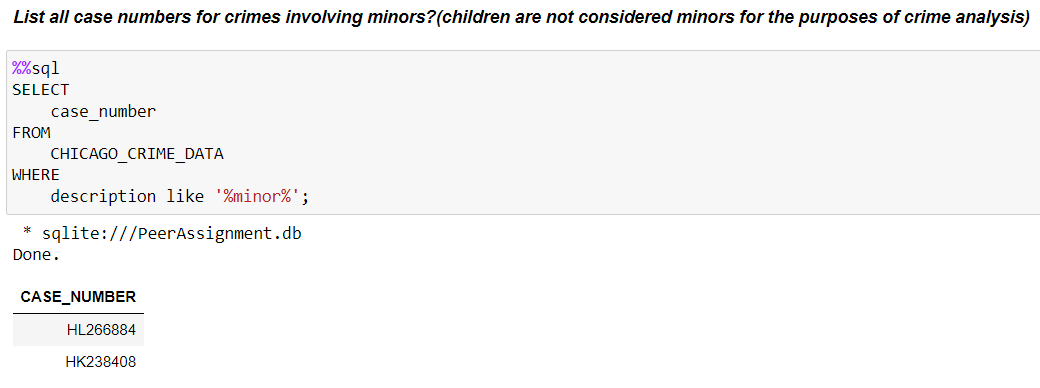 List all case numbers for crimes involving minors?(children are not considered minors for the purposes of crime analysis)
%%sql
SELECT
    case_number
FROM
    CHICAGO_CRIME_DATA
WHERE
    description like '%minor%';
* sqlite:///PeerAssignment.db
Done.
CASE_NUMBER
HL266884
HK238408